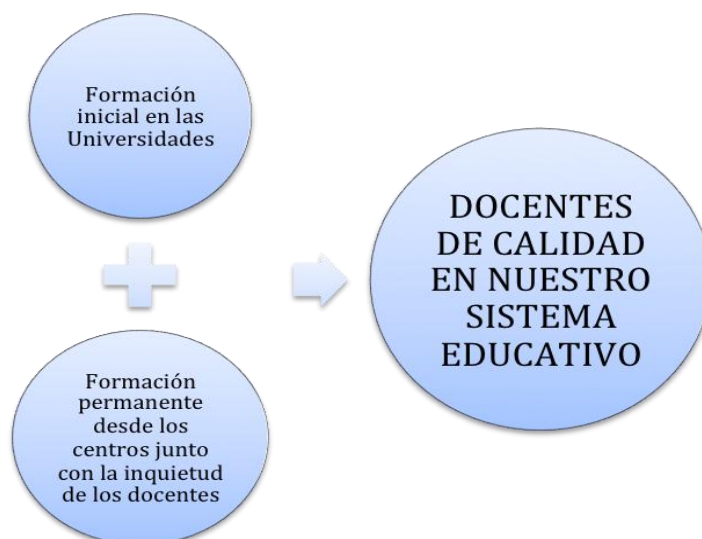 Formación
inicial en las
Universidades
Formación
permanente
desde los
centros junto
con la inquietud
de los docentes
DOCENTES
DE CALIDAD
EN NUESTRO
SISTEMA
EDUCATIVO